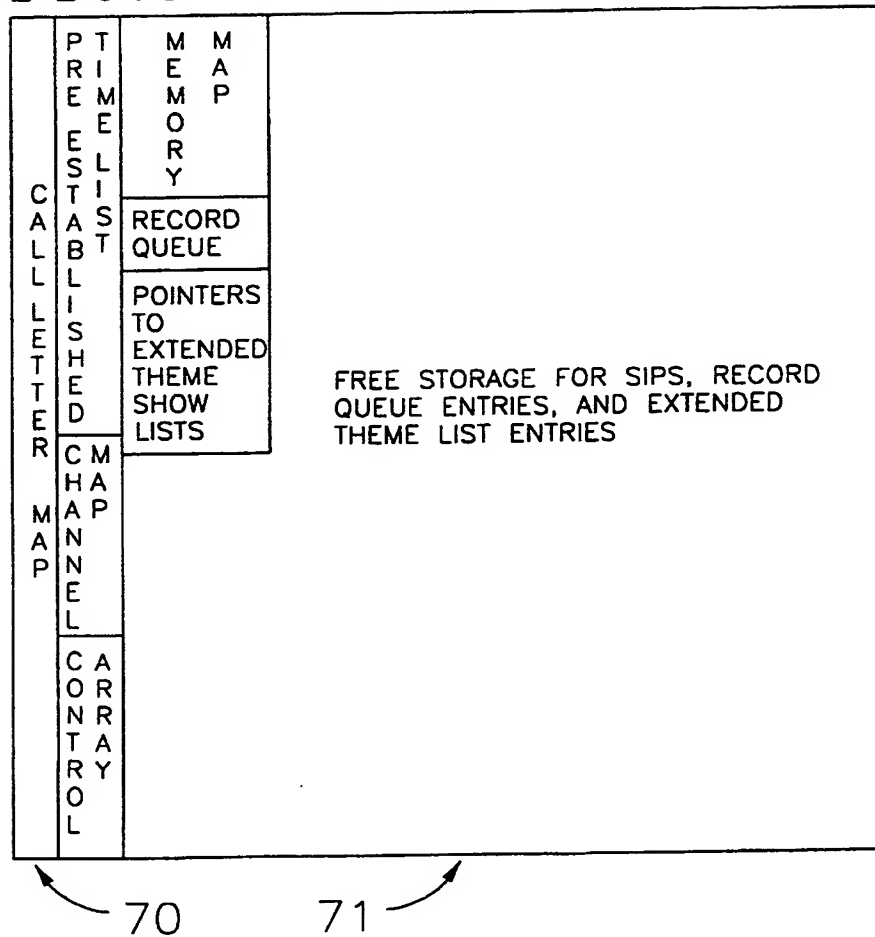 CALL LETTER MAP
PRE ESTABLISHED
TIME LIST
CHANNEL
MAP
CONTROL
ARRAY
MEMORY
MAP
RECORD
QUEUE
POINTERS
TO
EXTENDED
THEME
SHOW
LISTS
FREE STORAGE FOR SIPS, RECORD
QUEUE ENTRIES, AND EXTENDED
THEME LIST ENTRIES
70
71